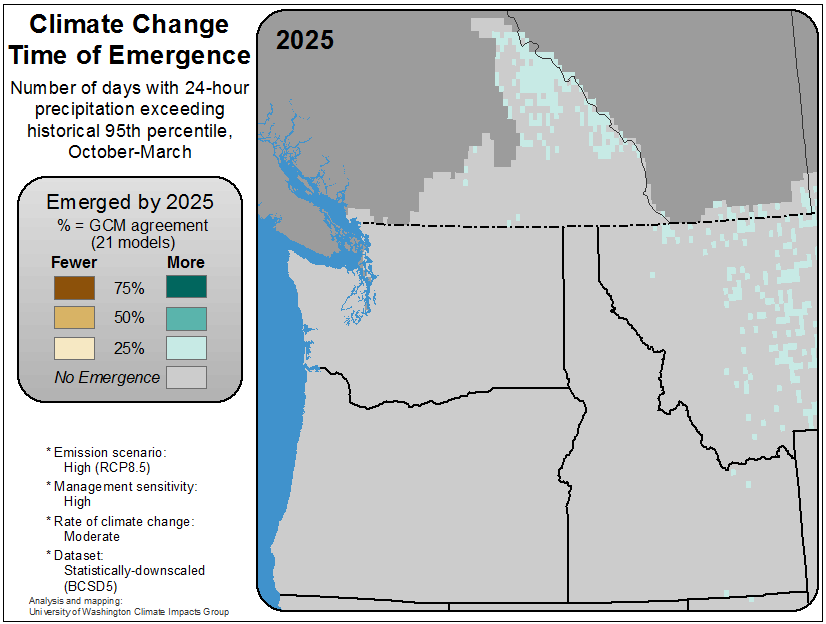 Climate Change
Time of Emergence
Number of days with 24-hour
precipitation exceeding
historical 95th percentile,
October-March
Emerged by 2025
% = GCM agreement
(21 models)
Fewer More
75%
50%
25%
No Emergence
* Emission scenario:
High (RCP8.5)
* Management sensitivity:
High
* Rate of climate change:
Moderate
* Dataset:
Statistically-downscaled
(BCSD5)
Analysis and mapping:
University of Washington Climate Impacts Group
2025